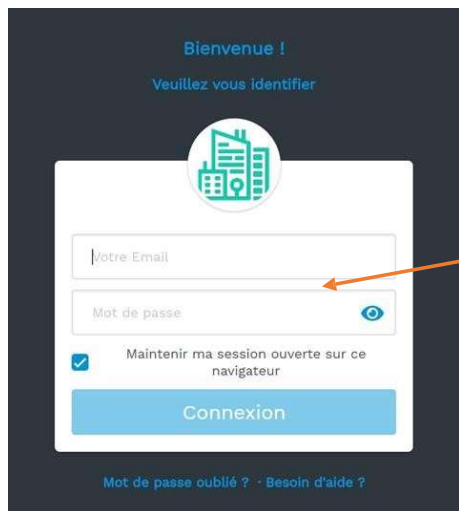 Bienvenue !
Veuillez vous identifier
Votre Email
Mot de passe
Maintenir ma session ouverte sur ce
navigateur
Connexion
Mot de passe oublié ? · Besoin d'aide ?